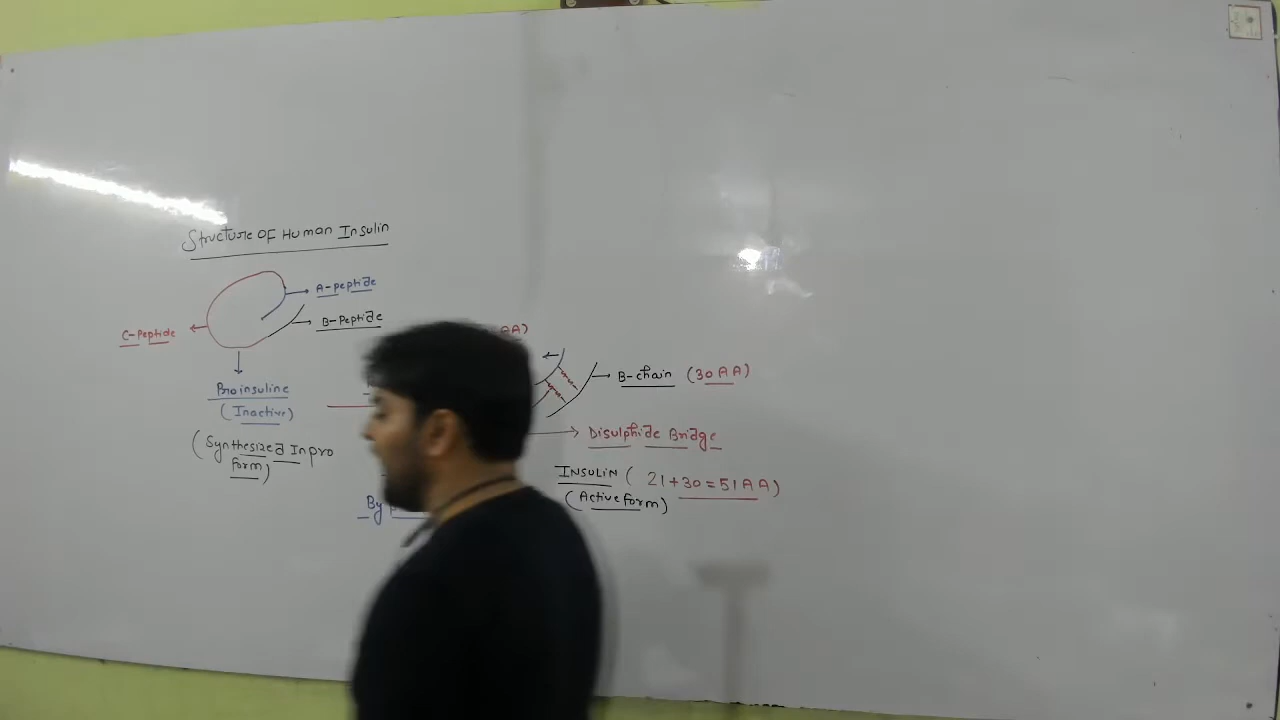 Structure OF Human Insulin
A-peptide
B-Peptide
C-Peptide
Proinsuline
(Inactive)
(Synthesized In pro
form)
By
AA)
B-chain (30 AA)
Disulphide Bridge
INSULIN ( 21+30 = 51 AA)
(Active form)